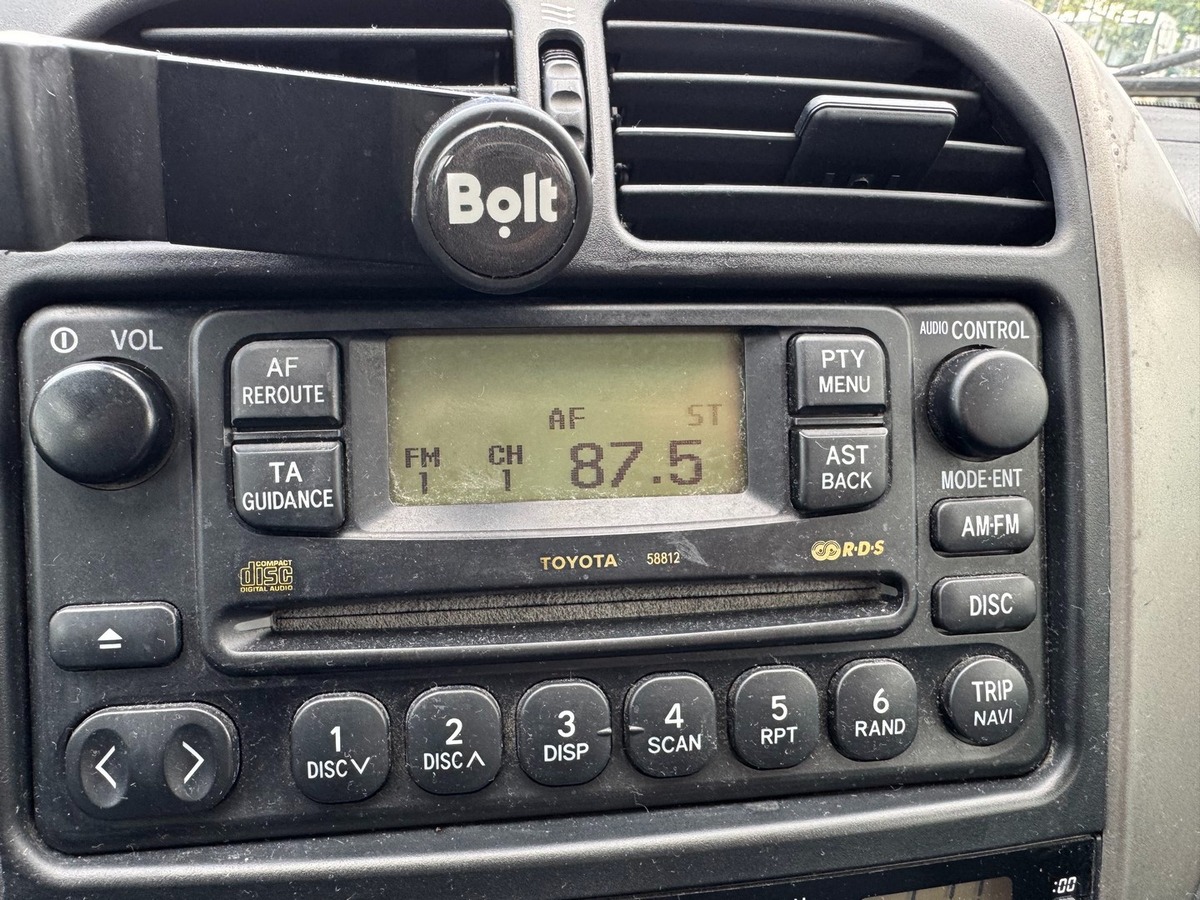 Bolt
VOL
AUDIO CONTROL
AF
REROUTE
PTY
MENU
AF ST
FM CH 87.5
1 1
TA
GUIDANCE
AST
BACK
MODE·ENT
AM·FM
TOYOTA 58812
R·D·S
COMPACT
disc
DIGITAL AUDIO
DISC
1
DISC
2
DISC
3
DISP
4
SCAN
5
RPT
6
RAND
TRIP
NAVI
:00